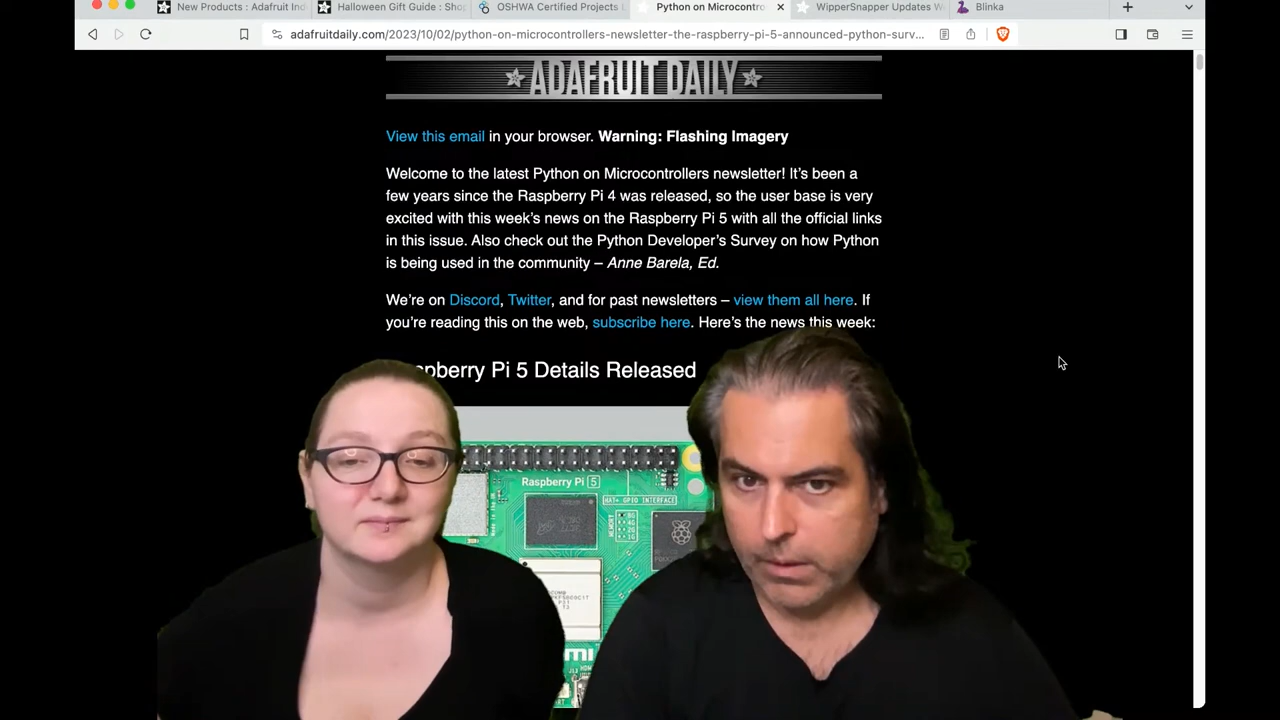 New Products : Adafruit Ind
Halloween Gift Guide : Shop
OSHWA Certified Projects L
Python on Microcontro
WipperSnapper Updates W
Blinka
adafruitdaily.com/2023/10/02/python-on-microcontrollers-newsletter-the-raspberry-pi-5-announced-python-surv...
ADAFRUIT DAILY
View this email in your browser. Warning: Flashing Imagery
Welcome to the latest Python on Microcontrollers newsletter! It’s been a
few years since the Raspberry Pi 4 was released, so the user base is very
excited with this week’s news on the Raspberry Pi 5 with all the official links
in this issue. Also check out the Python Developer’s Survey on how Python
is being used in the community – Anne Barela, Ed.
We’re on Discord, Twitter, and for past newsletters – view them all here. If
you’re reading this on the web, subscribe here. Here’s the news this week:
spberry Pi 5 Details Released
Raspberry Pi 5
HAT+ GPIO INTERFACE
MEMORY
8G
4G
2G
1G